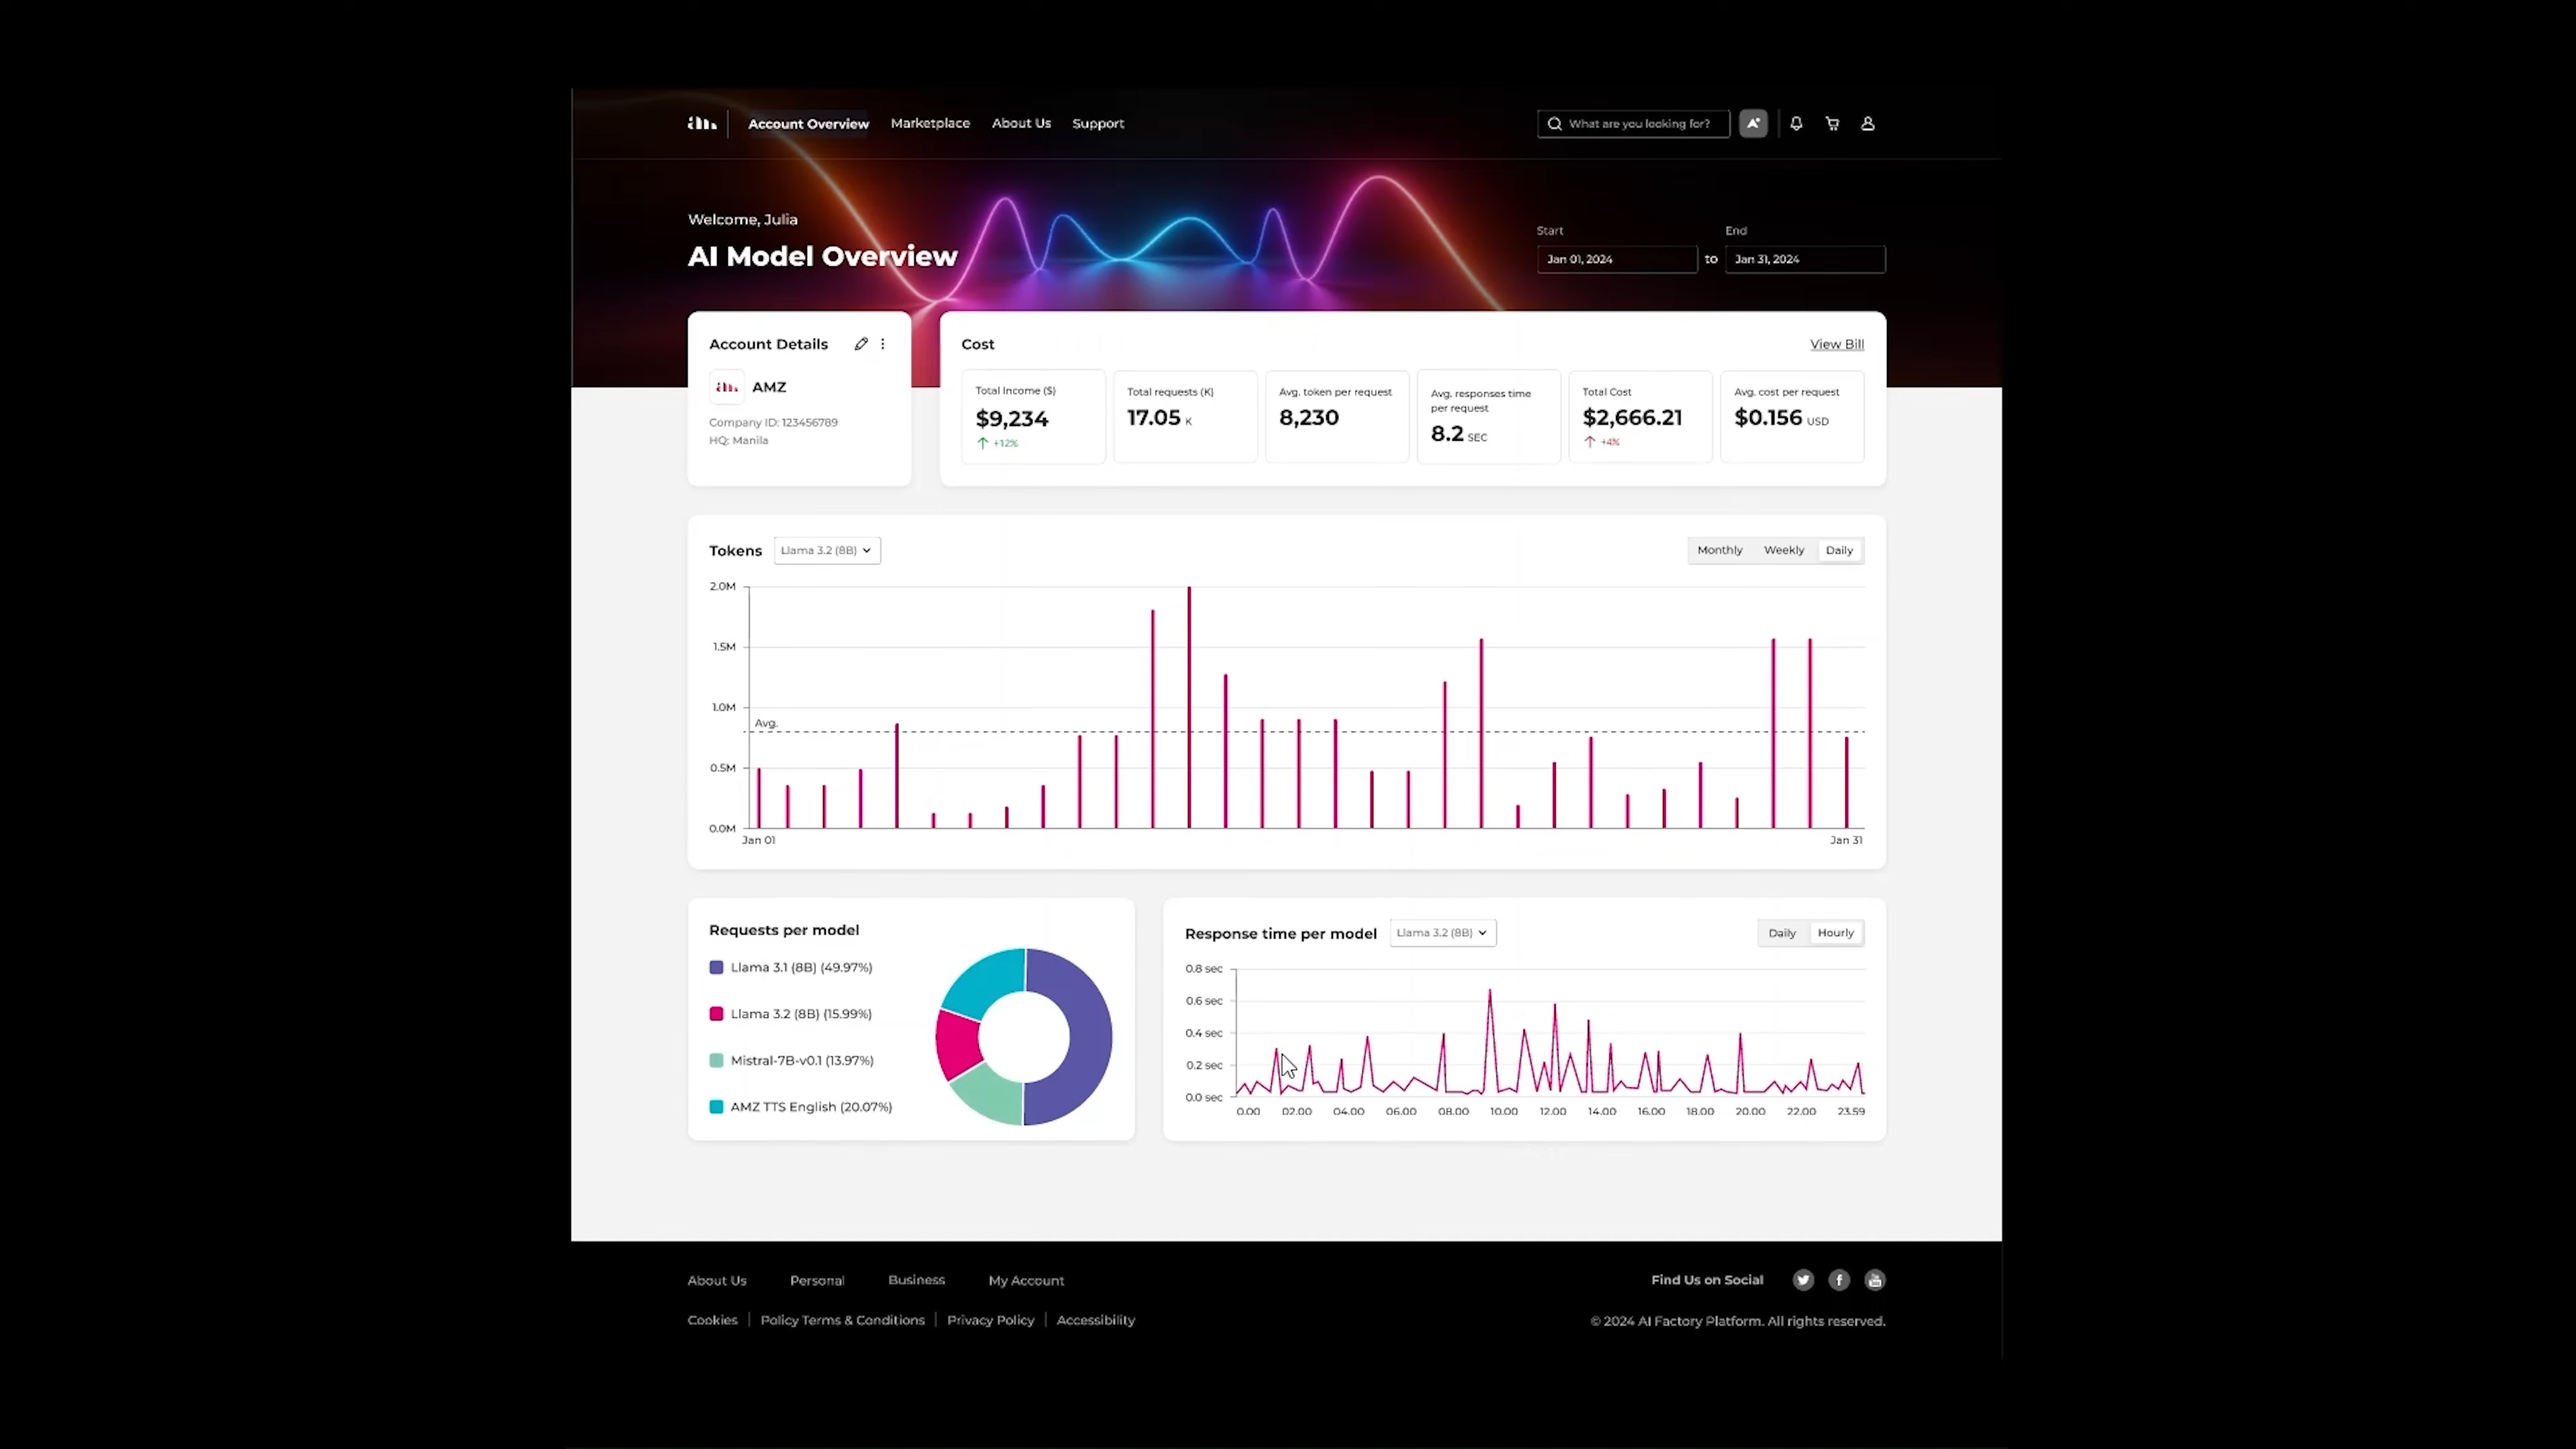 Account Overview Marketplace About Us Support What are you looking for?
Welcome, Julia
AI Model Overview
Start End
Jan 01, 2024 to Jan 31, 2024
Account Details
AMZ
Company ID: 123456789
HQ: Manila
Cost View Bill
Total Income ($)
$9,234
+12%
Total requests (K)
17.05 K
Avg. token per request
8,230
Avg. responses time
per request
8.2 SEC
Total Cost
$2,666.21
+4%
Avg. cost per request
$0.156 USD
Tokens Llama 3.2 (8B) Monthly Weekly Daily
2.0M
1.5M
1.0M
Avg.
0.5M
0.0M
Jan 01 Jan 31
Requests per model
Llama 3.1 (8B) (49.97%)
Llama 3.2 (8B) (15.99%)
Mistral-7B-v0.1 (13.97%)
AMZ TTS English (20.07%)
Response time per model Llama 3.2 (8B) Daily Hourly
0.8 sec
0.6 sec
0.4 sec
0.2 sec
0.0 sec
0.00 02.00 04.00 06.00 08.00 10.00 12.00 14.00 16.00 18.00 20.00 22.00 23.59
About Us Personal Business My Account Find Us on Social
Cookies Policy Terms & Conditions Privacy Policy Accessibility © 2024 AI Factory Platform. All rights reserved.